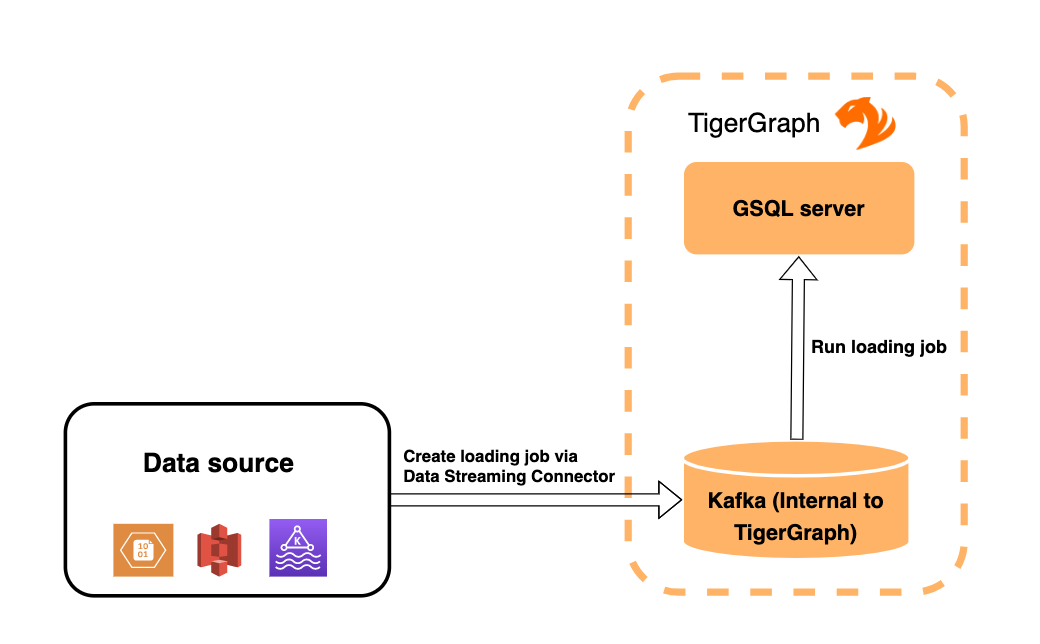 TigerGraph
GSQL server
Run loading job
Data source
10
01
K
Create loading job via
Data Streaming Connector
Kafka (Internal to
TigerGraph)